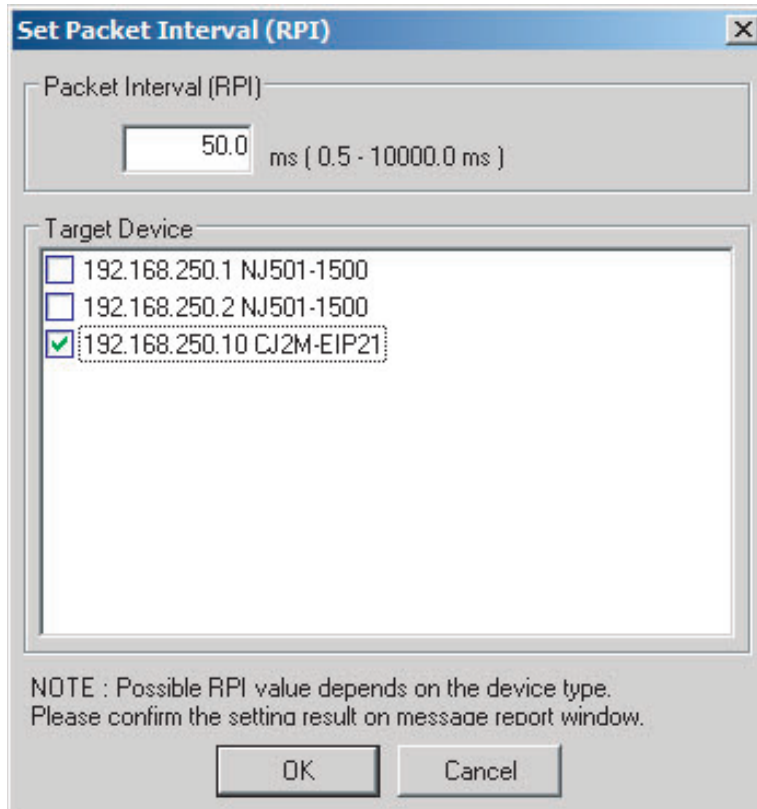 Set Packet Interval (RPI)
Packet Interval (RPI)
50.0 ms ( 0.5 - 10000.0 ms )
Target Device
192.168.250.1 NJ501-1500
192.168.250.2 NJ501-1500
192.168.250.10 CJ2M-EIP21
NOTE : Possible RPI value depends on the device type.
Please confirm the setting result on message report window.
OK Cancel